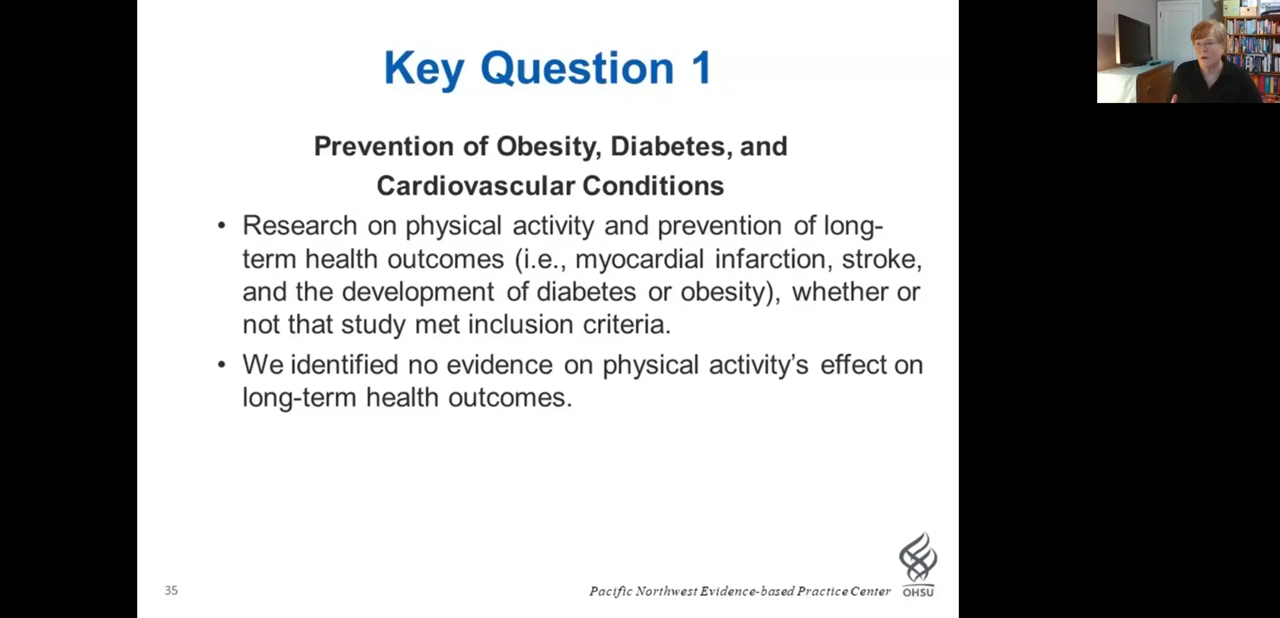 Key Question 1
Prevention of Obesity, Diabetes, and
Cardiovascular Conditions
• Research on physical activity and prevention of long-
term health outcomes (i.e., myocardial infarction, stroke,
and the development of diabetes or obesity), whether or
not that study met inclusion criteria.
• We identified no evidence on physical activity’s effect on
long-term health outcomes.
35
Pacific Northwest Evidence-based Practice Center
OHSU